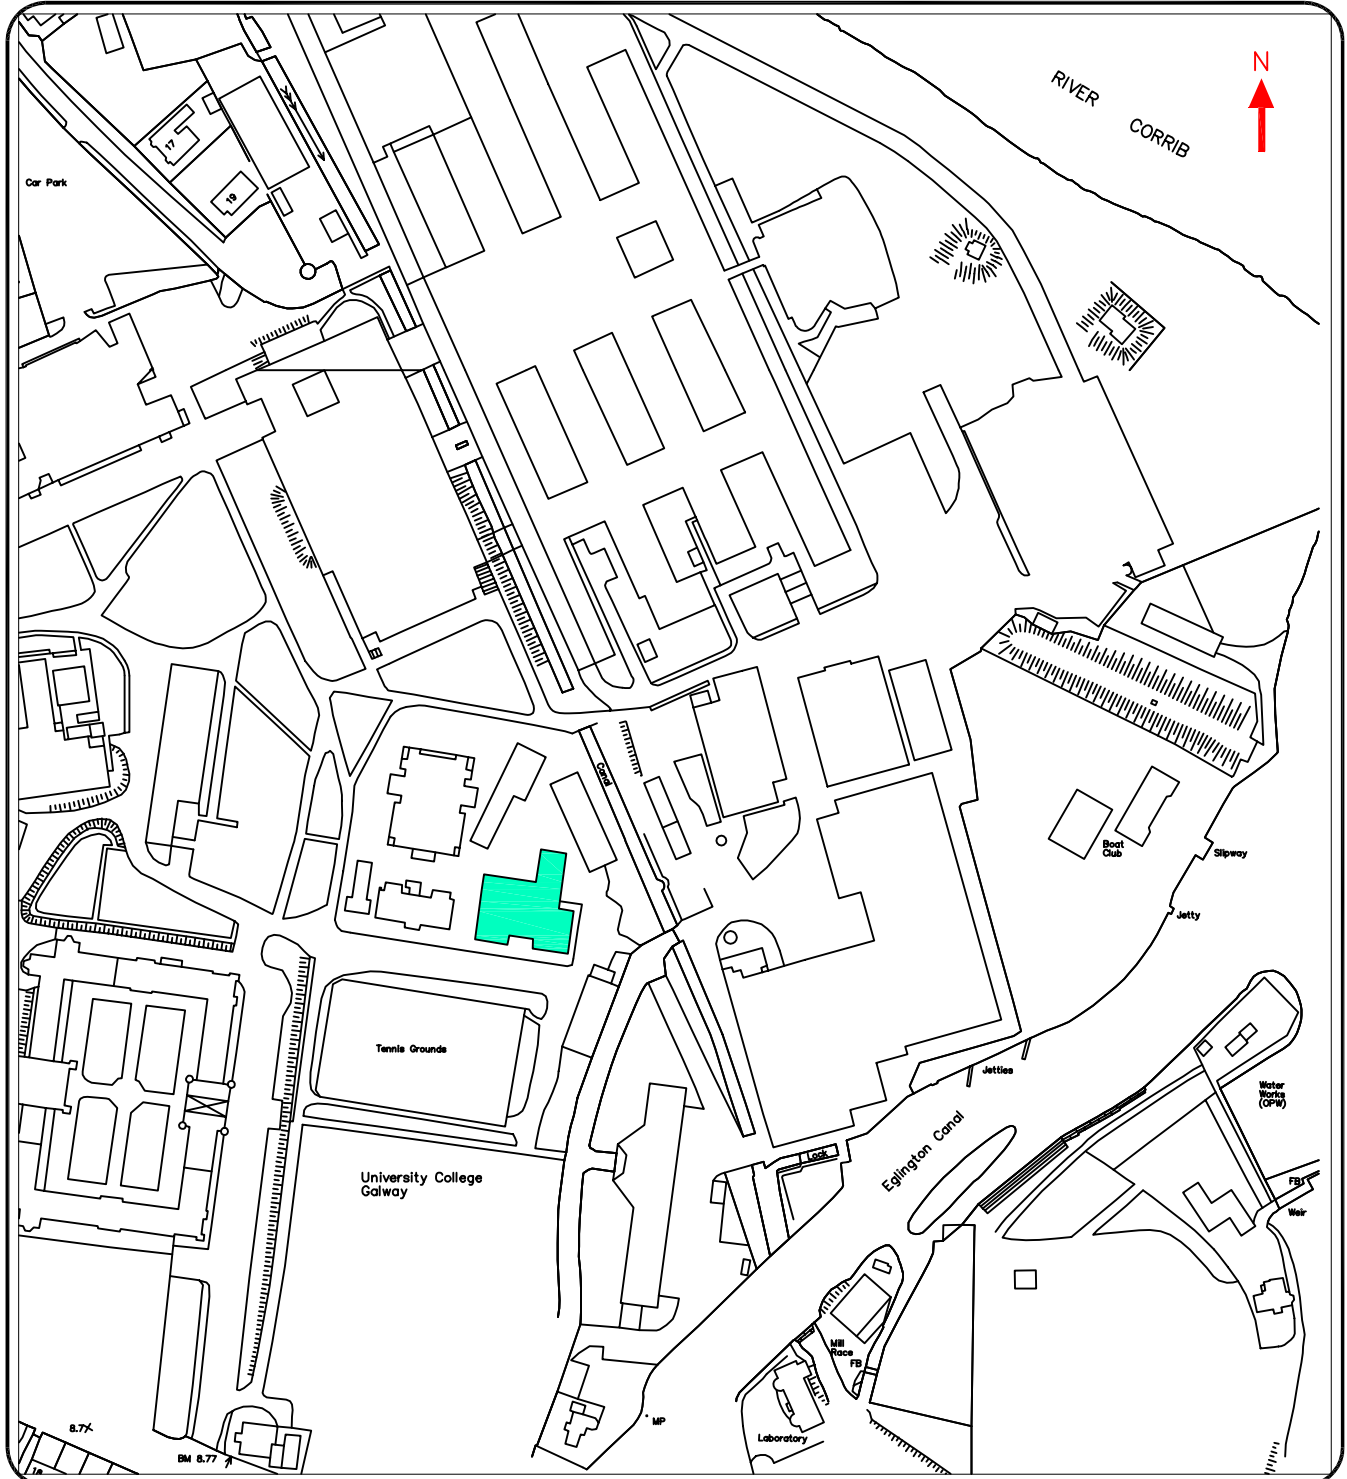 N
RIVER
CORRIB
17
Car Park
19
Canal
Boat
Club
Slipway
Jetty
Tennis Grounds
Jetties
Water
Works
(OPW)
Eglington Canal
Lock
University College
Galway
FB
Weir
Mill
Race
FB
MP
8.7
Laboratory
BM 8.77